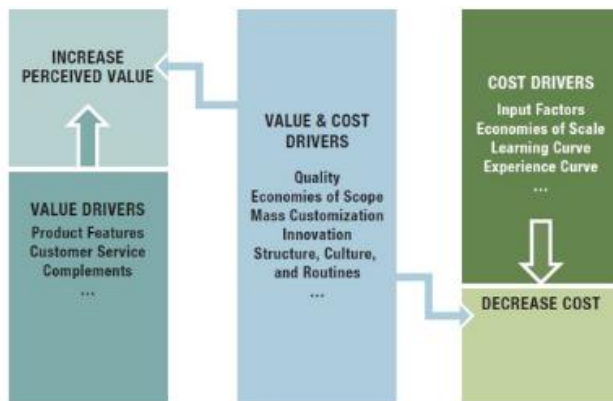 INCREASE
PERCEIVED VALUE
VALUE DRIVERS
Product Features
Customer Service
Complements
...
VALUE & COST
DRIVERS
Quality
Economies of Scope
Mass Customization
Innovation
Structure, Culture,
and Routines
...
COST DRIVERS
Input Factors
Economies of Scale
Learning Curve
Experience Curve
...
DECREASE COST